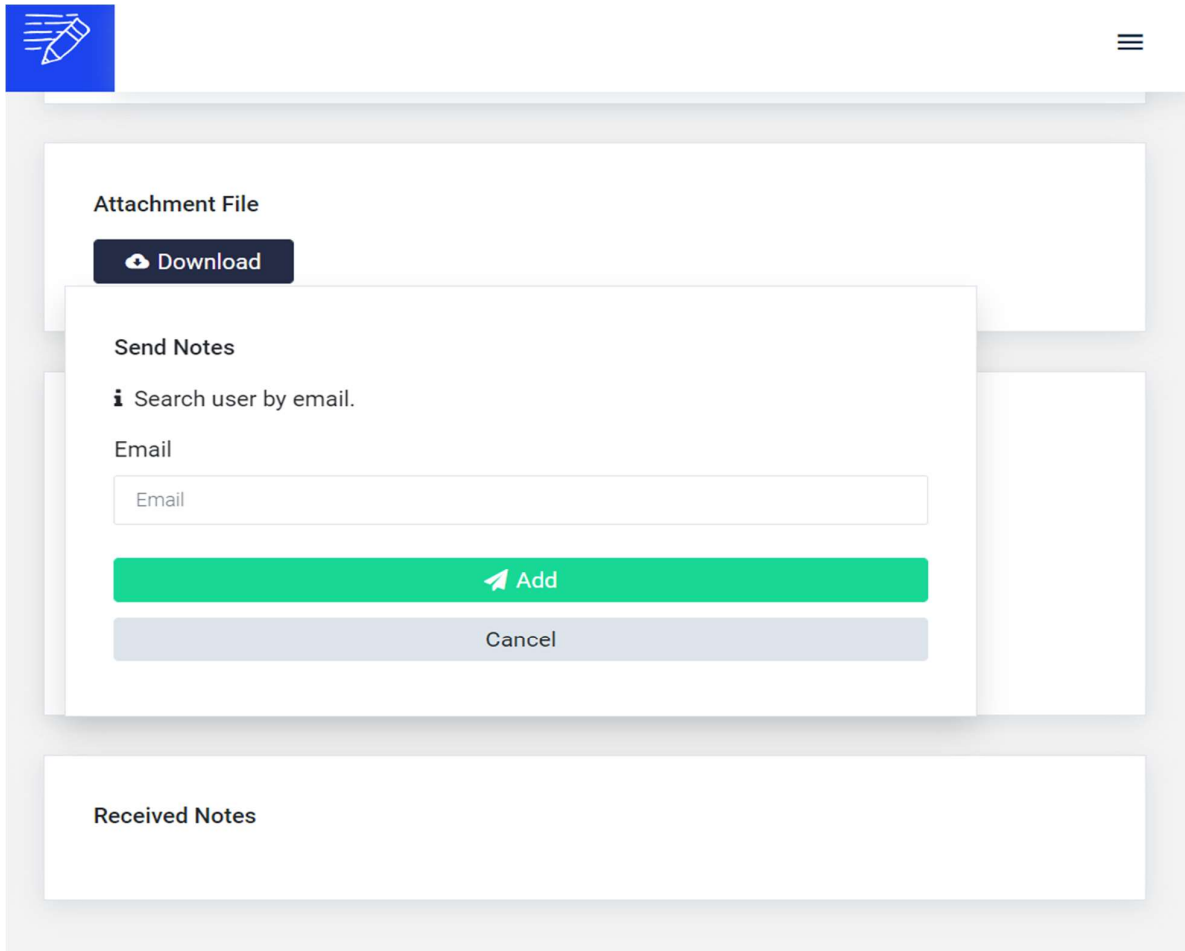 Attachment File
Download
Send Notes
Search user by email.
Email
Email
Add
Cancel
Received Notes